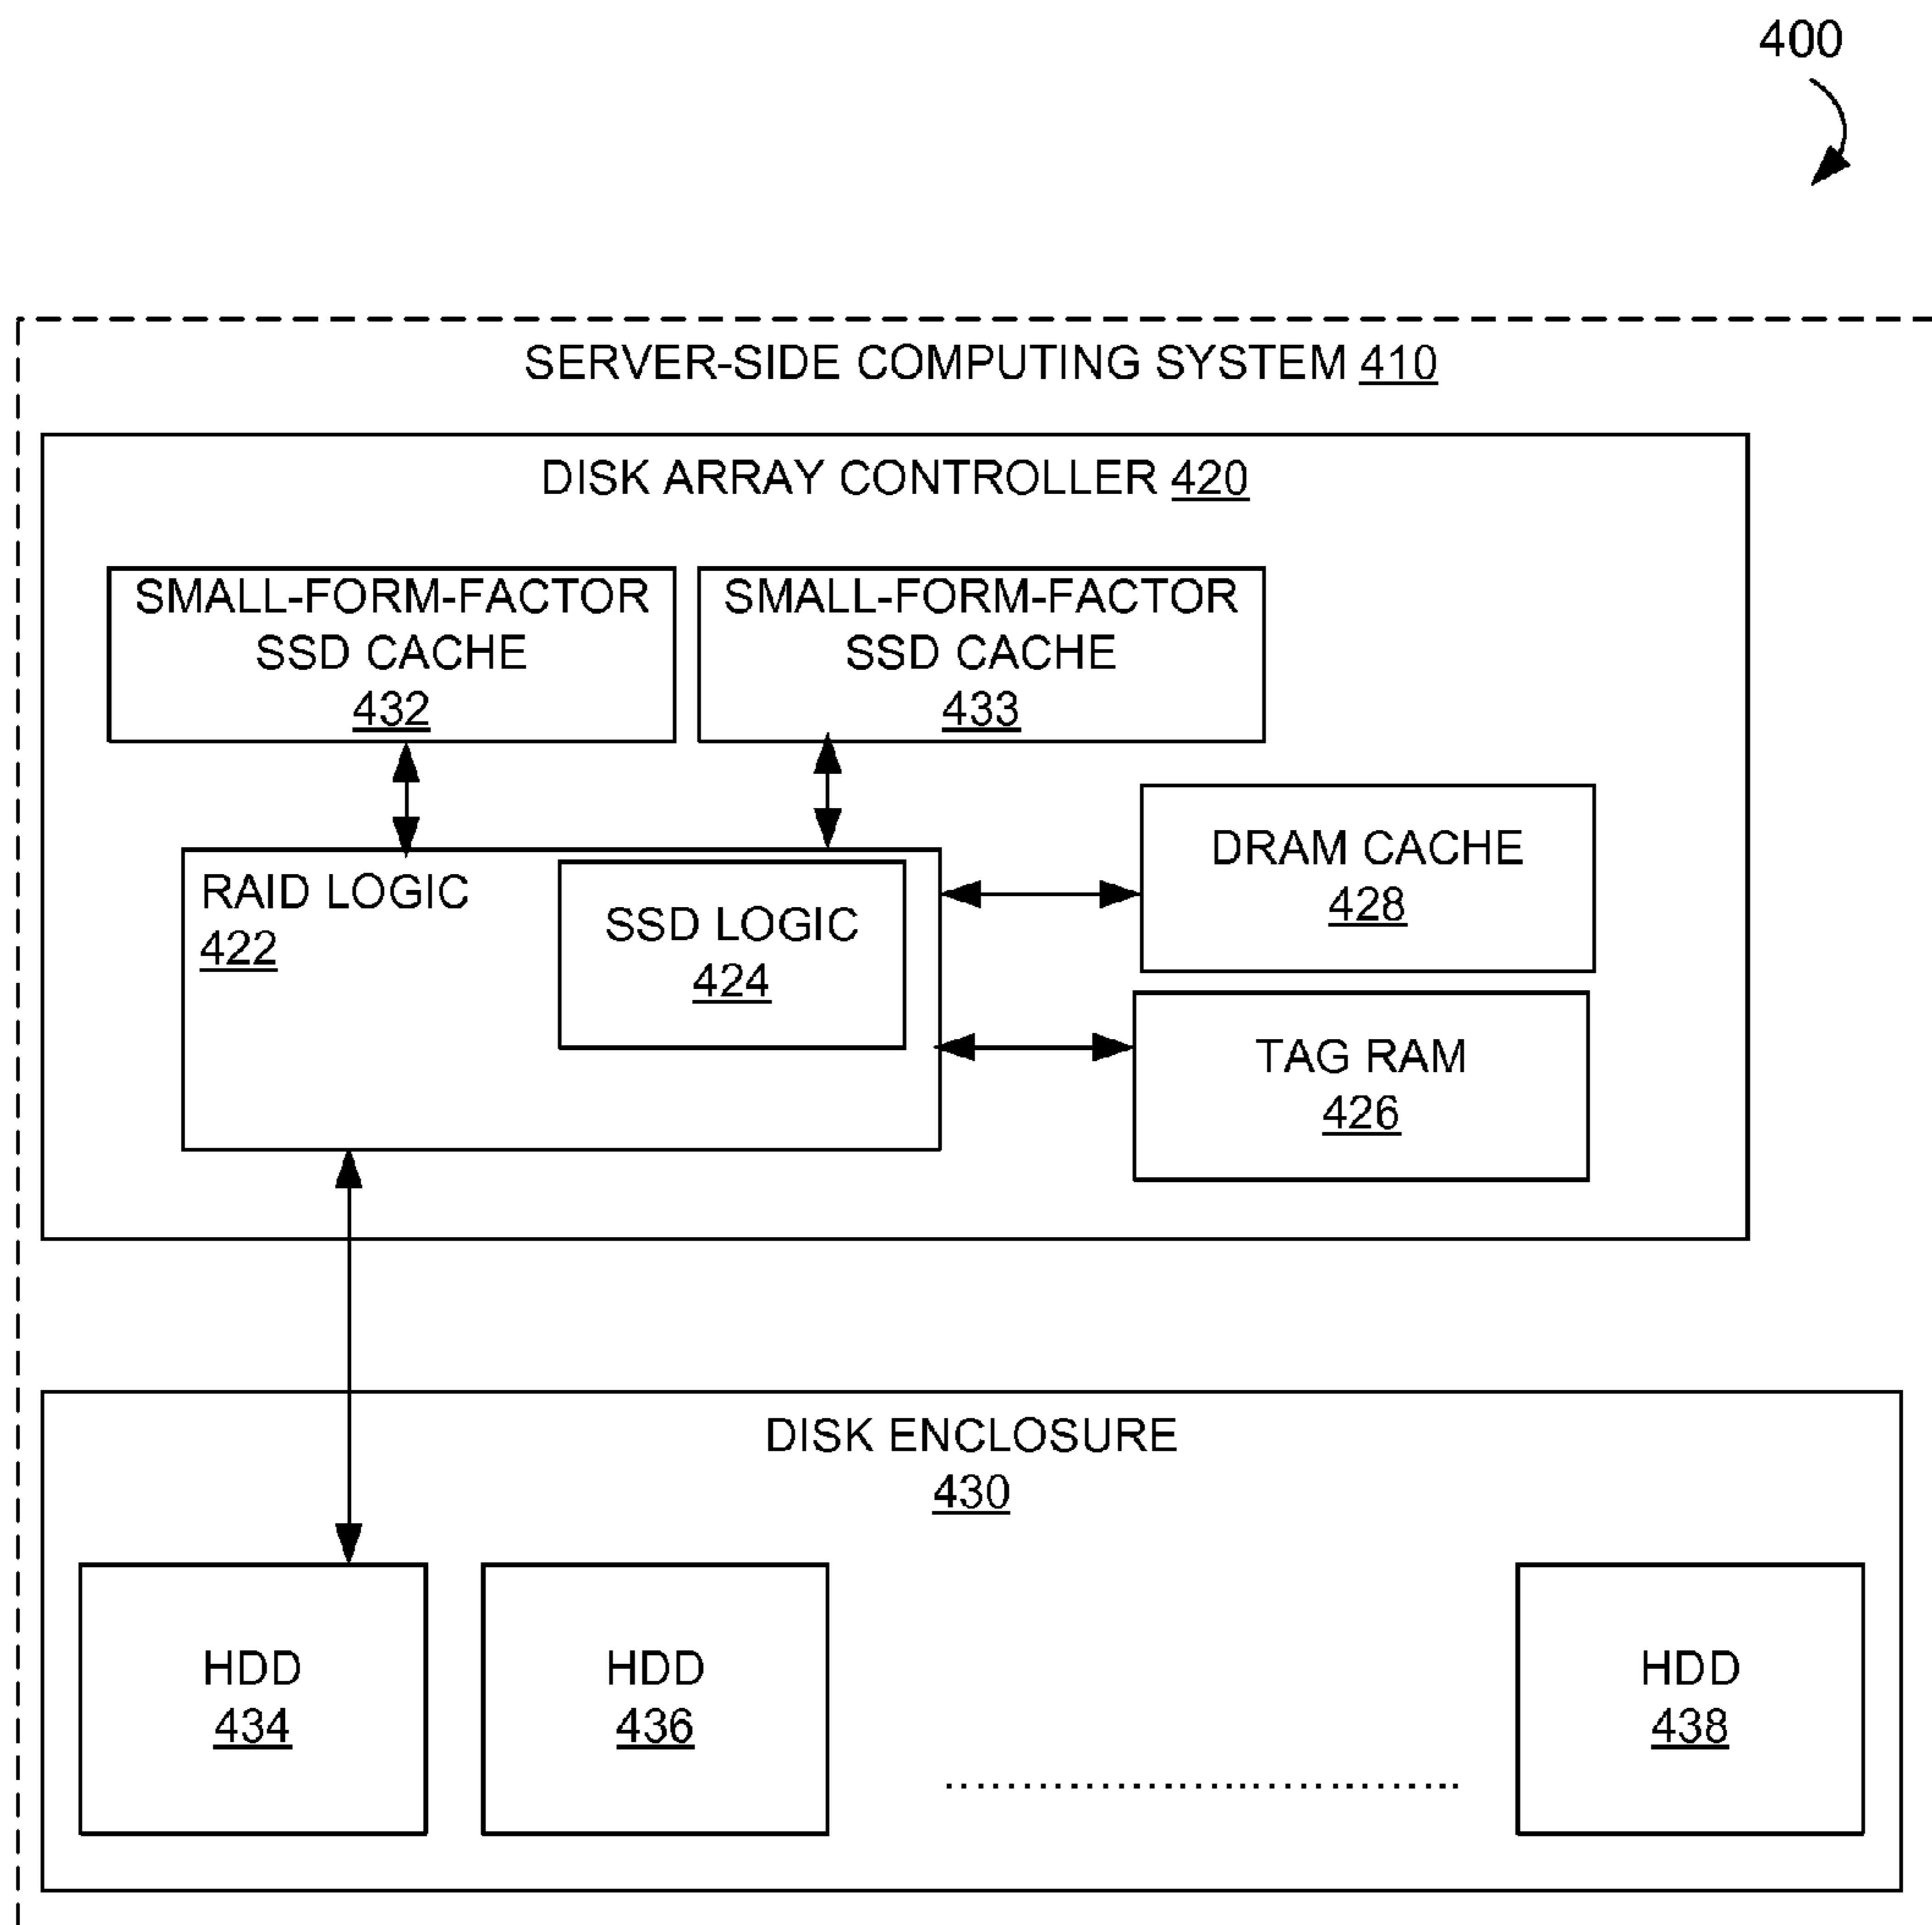 400
SERVER-SIDE COMPUTING SYSTEM 410
DISK ARRAY CONTROLLER 420
SMALL-FORM-FACTOR
SSD CACHE
432
SMALL-FORM-FACTOR
SSD CACHE
433
RAID LOGIC
422
SSD LOGIC
424
DRAM CACHE
428
TAG RAM
426
DISK ENCLOSURE
430
HDD
434
HDD
436
HDD
438